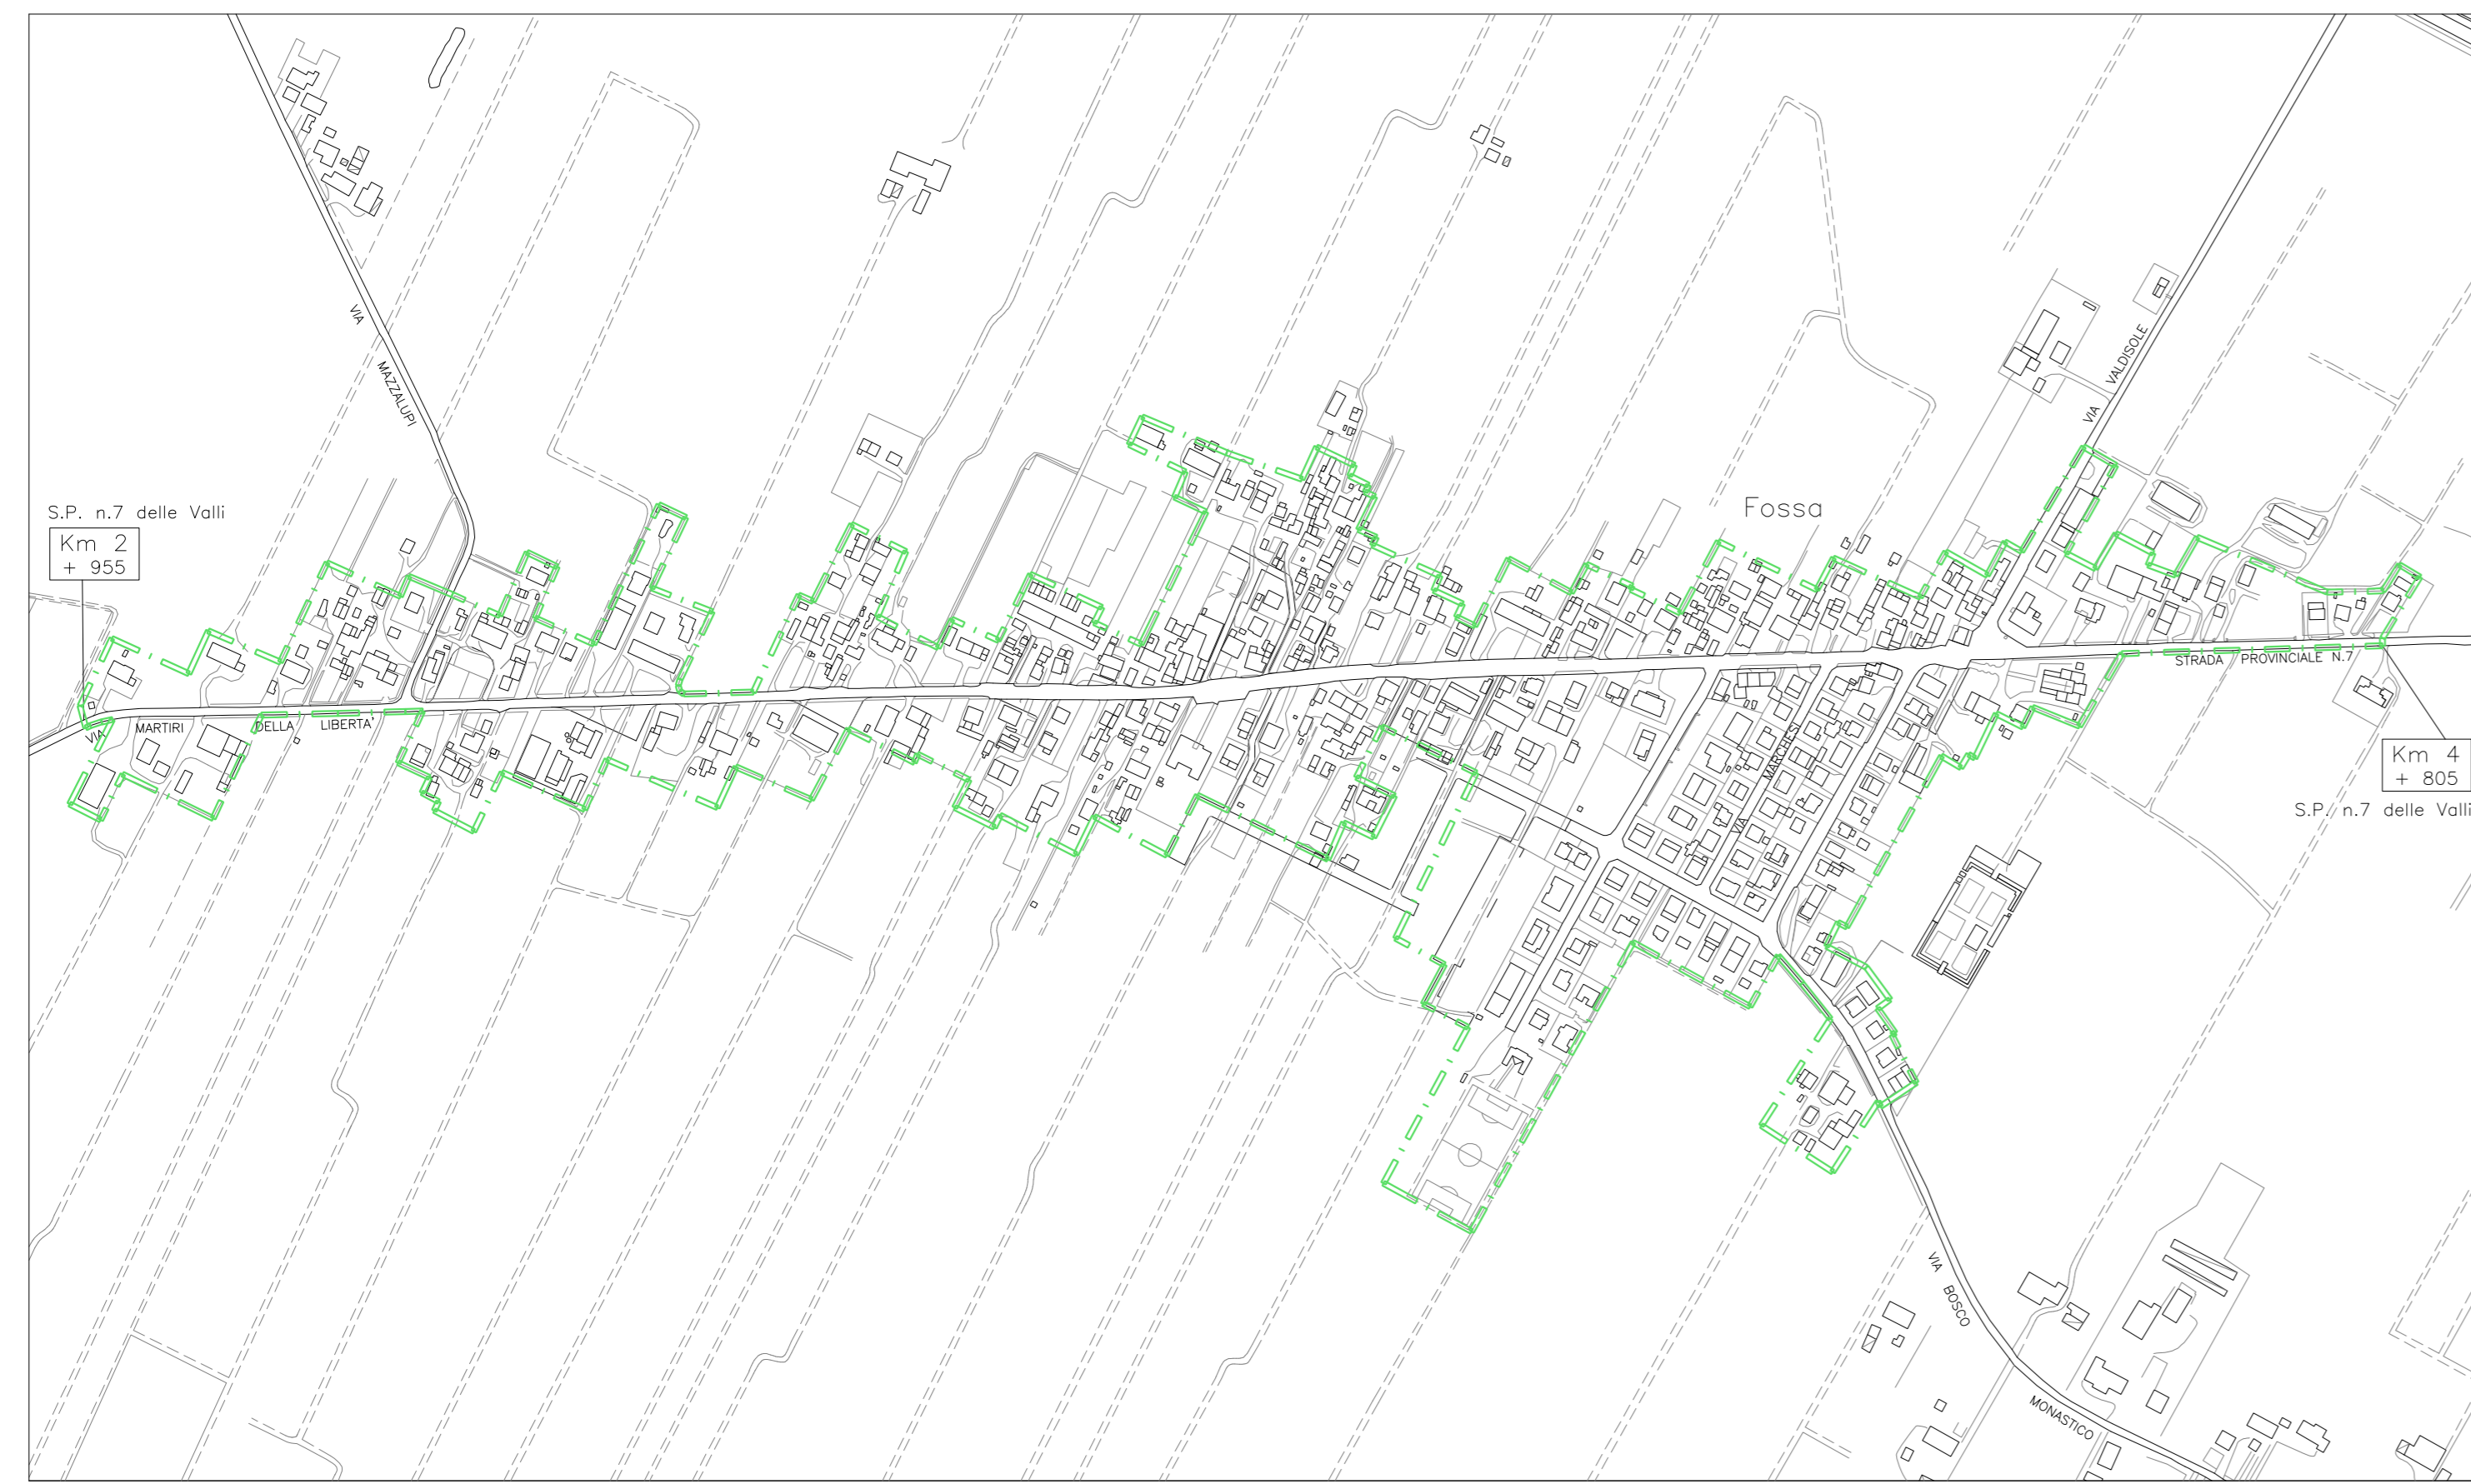 VIA MAZZALUPI
VIA VALDISOLE
Fossa
S.P. n.7 delle Valli
Km 2
+ 955
STRADA PROVINCIALE N.7
VIA MARTIRI DELLA LIBERTA'
VIA MARCHESI
Km 4
+ 805
S.P. n.7 delle Valli
VIA BOSCO MONASTICO